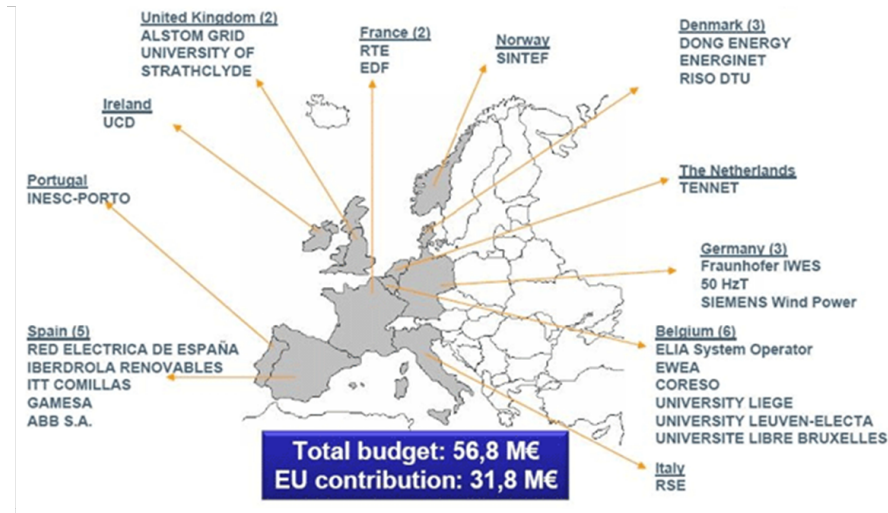 United Kingdom (2)
ALSTOM GRID
UNIVERSITY OF
STRATHCLYDE
France (2)
RTE
EDF
Norway
SINTEF
Denmark (3)
DONG ENERGY
ENERGINET
RISO DTU
Ireland
UCD
Portugal
INESC-PORTO
The Netherlands
TENNET
Germany (3)
Fraunhofer IWES
50 HzT
SIEMENS Wind Power
Spain (5)
RED ELECTRICA DE ESPAÑA
IBERDROLA RENOVABLES
ITT COMILLAS
GAMESA
ABB S.A.
Belgium (6)
ELIA System Operator
EWEA
CORESO
UNIVERSITY LIEGE
UNIVERSITY LEUVEN-ELECTA
UNIVERSITE LIBRE BRUXELLES
Italy
RSE
Total budget: 56,8 M€
EU contribution: 31,8 M€